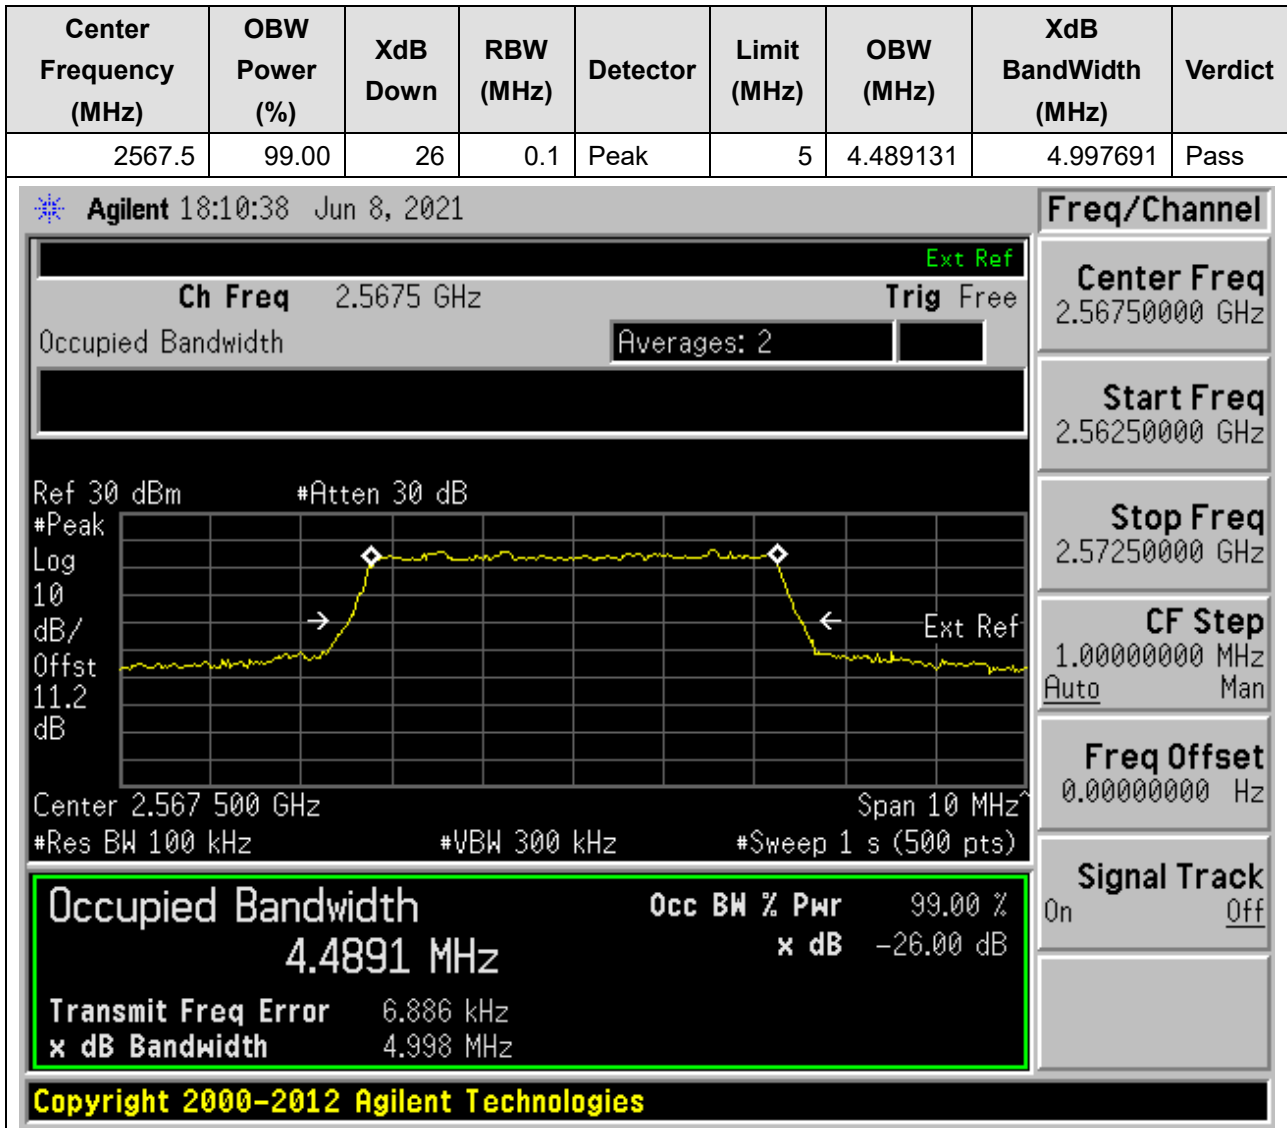 Center Frequency (MHz) OBW Power (%) XdB Down RBW (MHz) Detector Limit (MHz) OBW (MHz) XdB BandWidth (MHz) Verdict
2567.5 99.00 26 0.1 Peak 5 4.489131 4.997691 Pass
Agilent 18:10:38 Jun 8, 2021
Freq/Channel
Ext Ref
Ch Freq 2.5675 GHz Trig Free
Occupied Bandwidth Averages: 2
Center Freq
2.56750000 GHz
Start Freq
2.56250000 GHz
Stop Freq
2.57250000 GHz
CF Step
1.00000000 MHz
Auto Man
Freq Offset
0.00000000 Hz
Signal Track
On Off
Ref 30 dBm #Atten 30 dB
#Peak
Log
10
dB/
Offst
11.2
dB
Ext Ref
Center 2.567 500 GHz Span 10 MHz^
#Res BW 100 kHz #VBW 300 kHz #Sweep 1 s (500 pts)
Occupied Bandwidth Occ BW % Pwr 99.00 %
4.4891 MHz x dB -26.00 dB
Transmit Freq Error 6.886 kHz
x dB Bandwidth 4.998 MHz
Copyright 2000-2012 Agilent Technologies